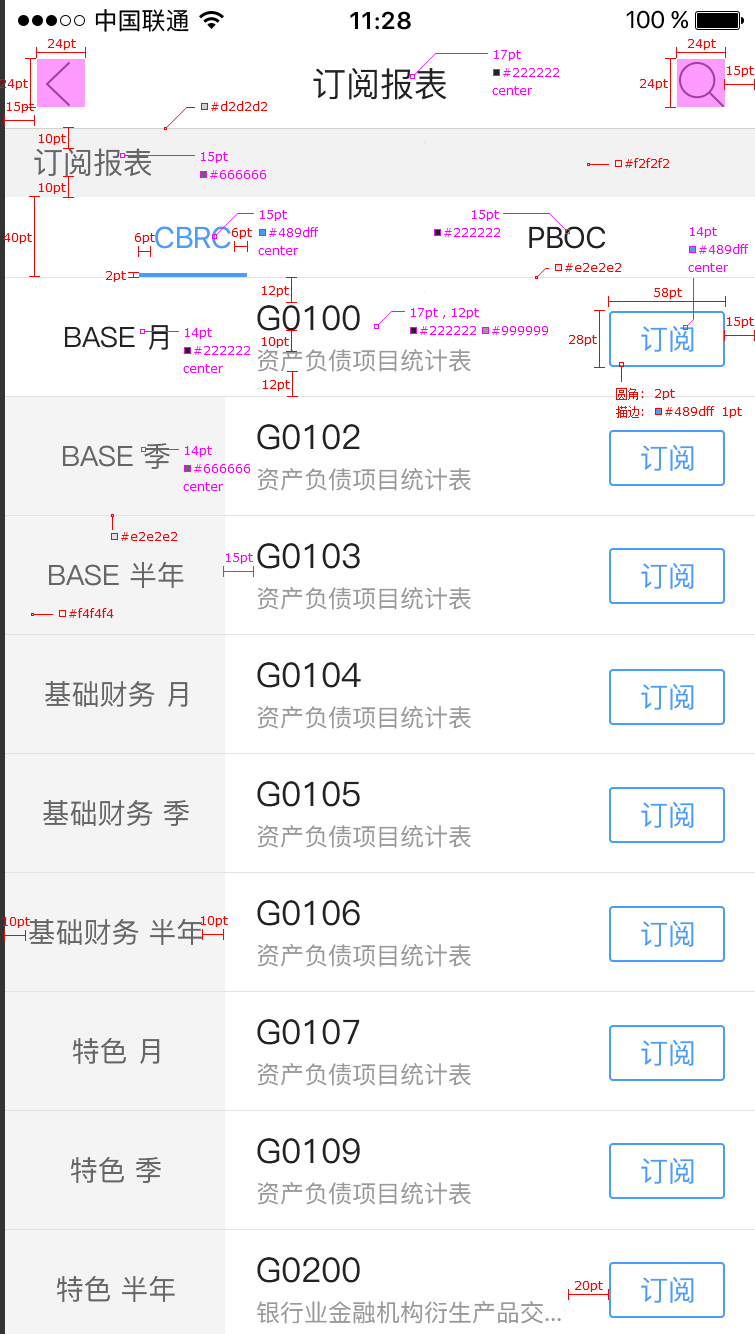 中国联通 11:28 100 %
24pt 24pt
17pt
24pt 订阅报表 #222222 24pt 15pt
center
15pt #d2d2d2
10pt
订阅报表 15pt #f2f2f2
#666666
10pt
15pt 15pt 14pt
40pt 6pt CBRC 6pt #489dff #222222 PBOC #489dff
center center
2pt #e2e2e2
12pt 58pt
G0100 17pt , 12pt 15pt
BASE 月 14pt #222222 #999999 28pt 订阅
#222222 10pt
center 资产负债项目统计表
12pt 圆角: 2pt
描边: #489dff 1pt
G0102
BASE 季 14pt 订阅
#666666 资产负债项目统计表
center
#e2e2e2
15pt G0103
BASE 半年 订阅
资产负债项目统计表
#f4f4f4
G0104
基础财务 月 订阅
资产负债项目统计表
G0105
基础财务 季 订阅
资产负债项目统计表
G0106
10pt 基础财务 半年 10pt 订阅
资产负债项目统计表
G0107
特色 月 订阅
资产负债项目统计表
G0109
特色 季 订阅
资产负债项目统计表
G0200
特色 半年 20pt 订阅
银行业金融机构衍生产品交...